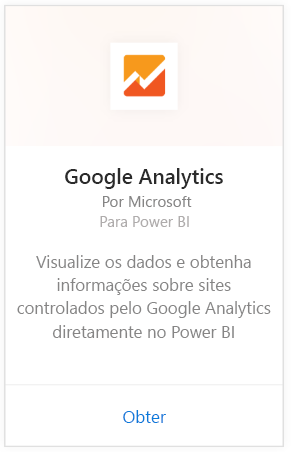 Google Analytics
Por Microsoft
Para Power BI
Visualize os dados e obtenha
informações sobre sites
controlados pelo Google Analytics
diretamente no Power BI
Obter